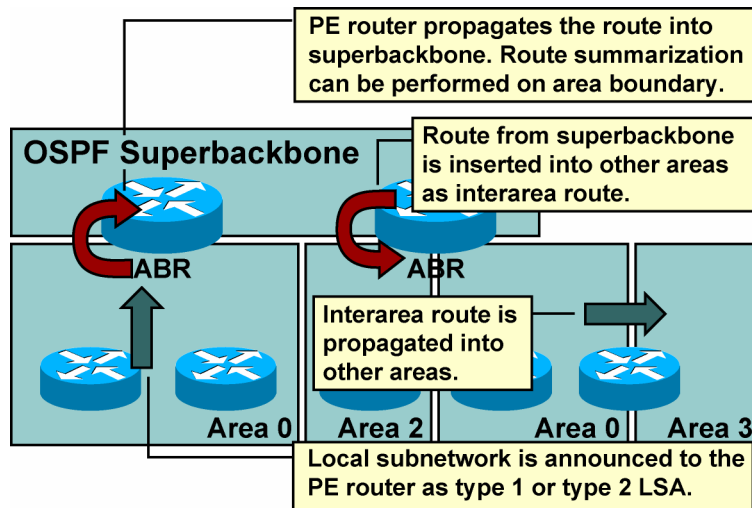 PE router propagates the route into
superbackbone. Route summarization
can be performed on area boundary.
OSPF Superbackbone
Route from superbackbone
is inserted into other areas
as interarea route.
ABR
ABR
Interarea route is
propagated into
other areas.
Area 0
Area 2
Area 0
Area 3
Local subnetwork is announced to the
PE router as type 1 or type 2 LSA.